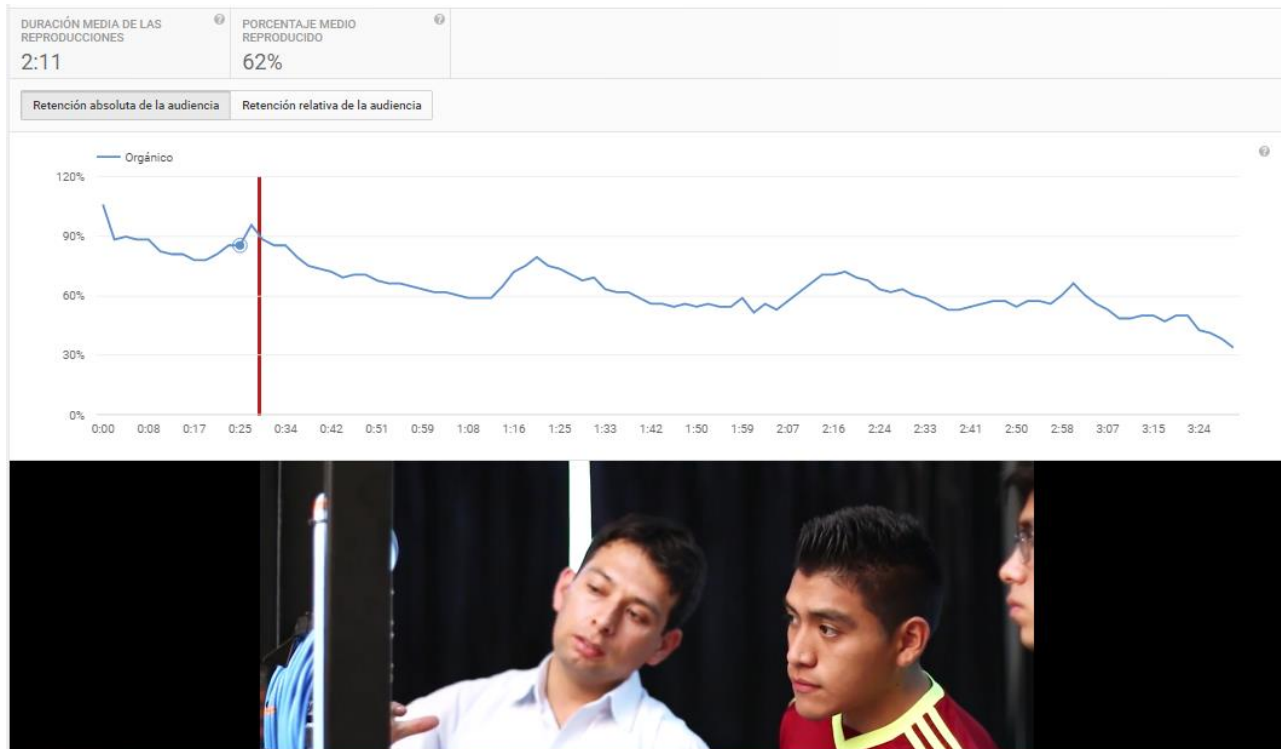 DURACIÓN MEDIA DE LAS
REPRODUCCIONES
2:11
PORCENTAJE MEDIO
REPRODUCIDO
62%
Retención absoluta de la audiencia
Retención relativa de la audiencia
Orgánico
120%
90%
60%
30%
0%
0:00 0:08 0:17 0:25 0:34 0:42 0:51 0:59 1:08 1:16 1:25 1:33 1:42 1:50 1:59 2:07 2:16 2:24 2:33 2:41 2:50 2:58 3:07 3:15 3:24